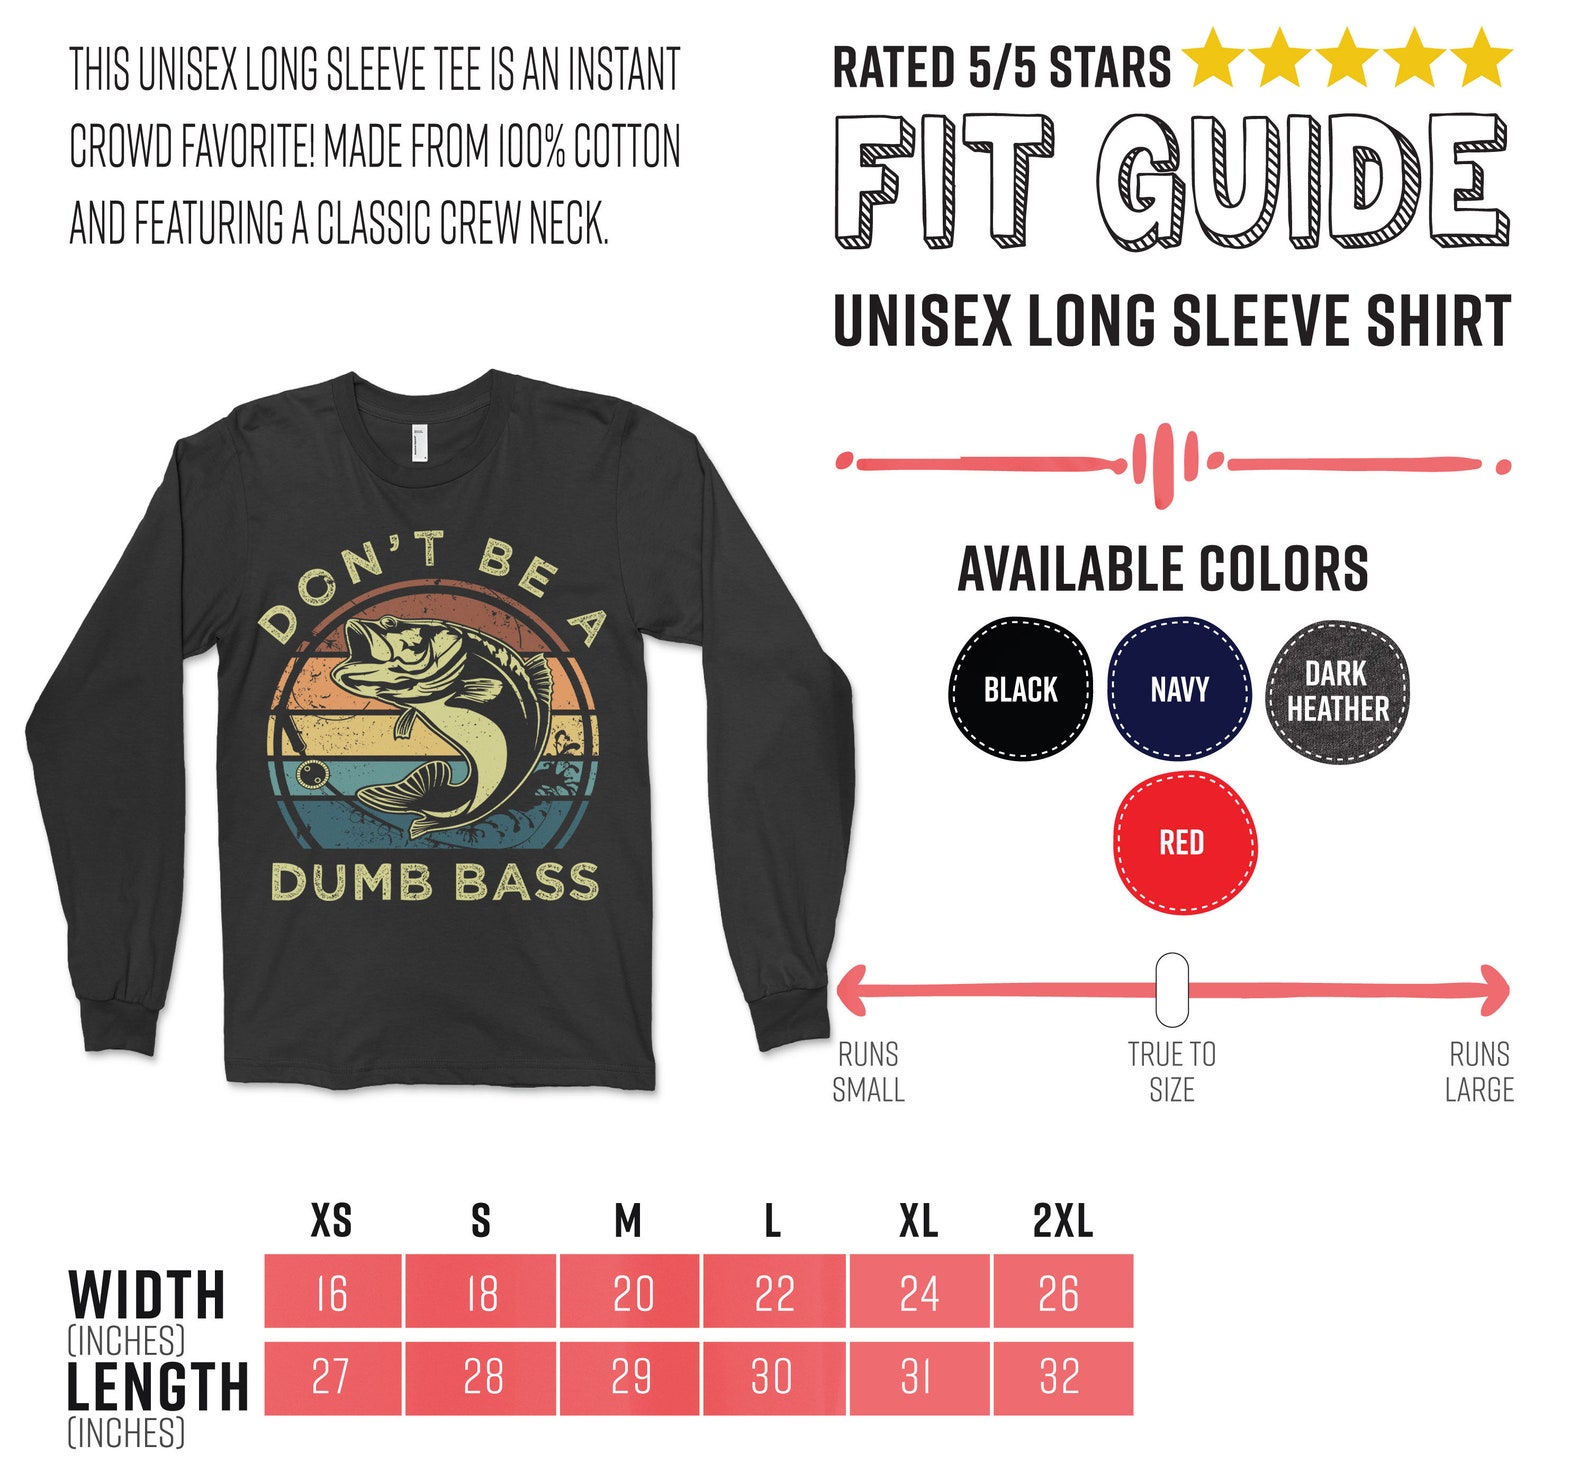 THIS UNISEX LONG SLEEVE TEE IS AN INSTANT
CROWD FAVORITE! MADE FROM 100% COTTON
AND FEATURING A CLASSIC CREW NECK.
RATED 5/5 STARS
FIT GUIDE
UNISEX LONG SLEEVE SHIRT
DON'T BE A
DUMB BASS
AVAILABLE COLORS
BLACK
NAVY
DARK
HEATHER
RED
RUNS
SMALL
TRUE TO
SIZE
RUNS
LARGE
XS S M L XL 2XL
WIDTH 16 18 20 22 24 26
(INCHES)
LENGTH 27 28 29 30 31 32
(INCHES)